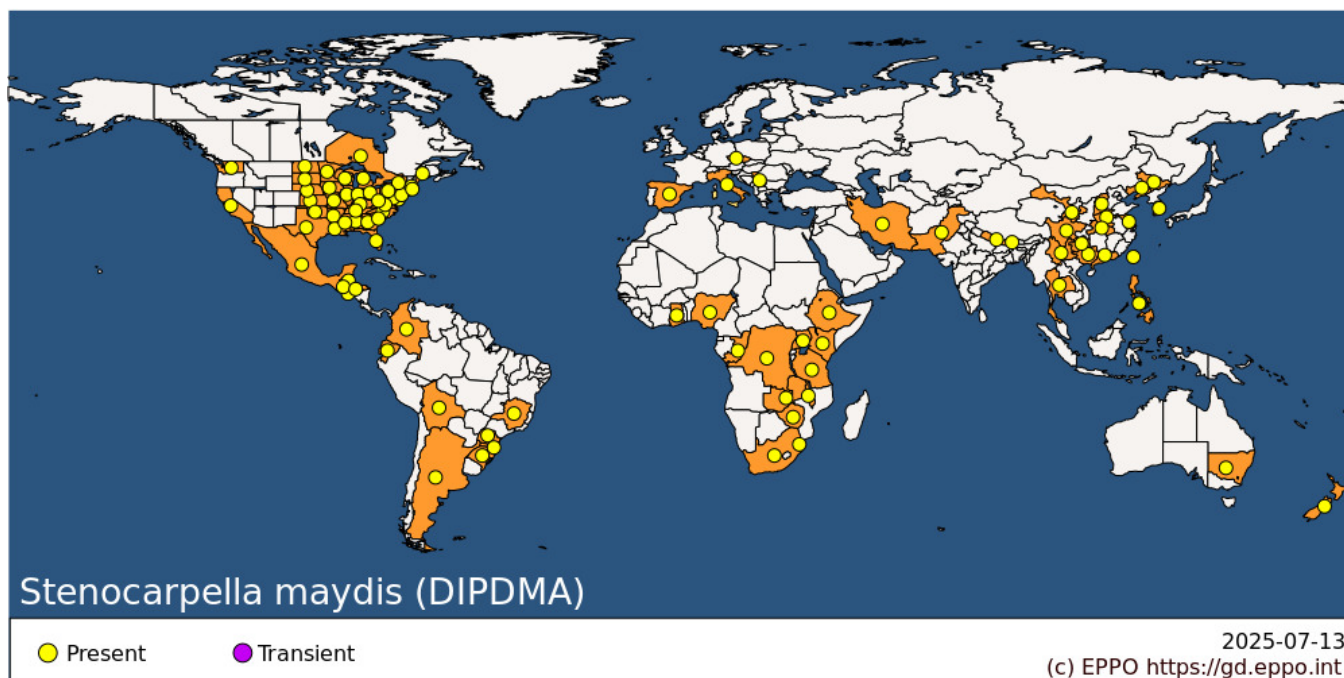 Stenocarpella maydis (DIPDMA)
Present
Transient
2025-07-13
(c) EPPO https://gd.eppo.int